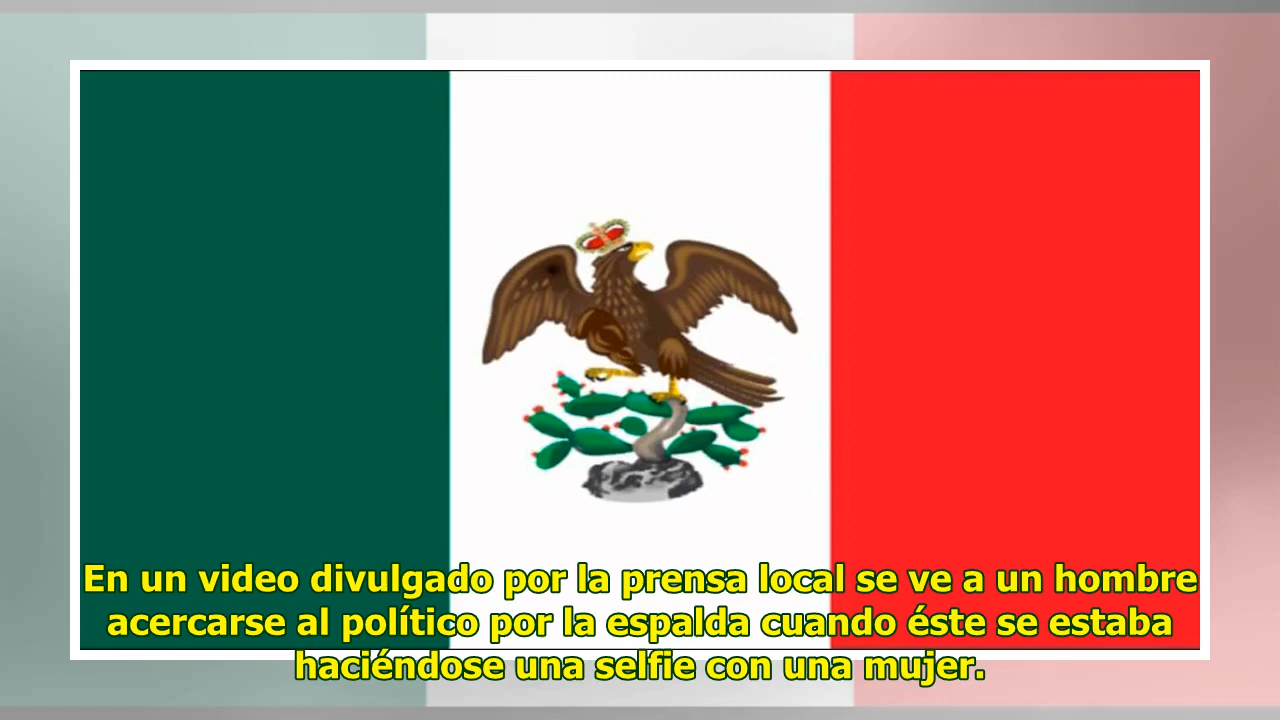 En un video divulgado por la prensa local se ve a un hombre
acercarse al político por la espalda cuando éste se estaba
haciéndose una selfie con una mujer.